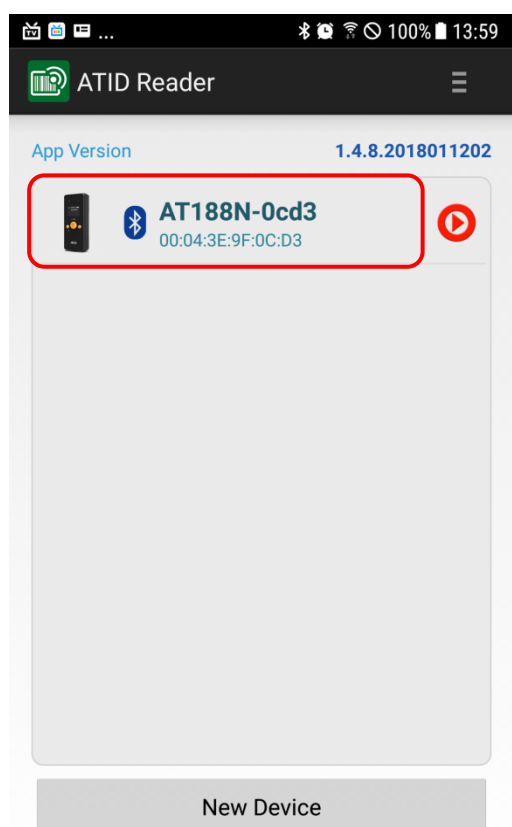 ... 100% 13:59
ATID Reader
App Version 1.4.8.2018011202
AT188N-0cd3
00:04:3E:9F:0C:D3
New Device